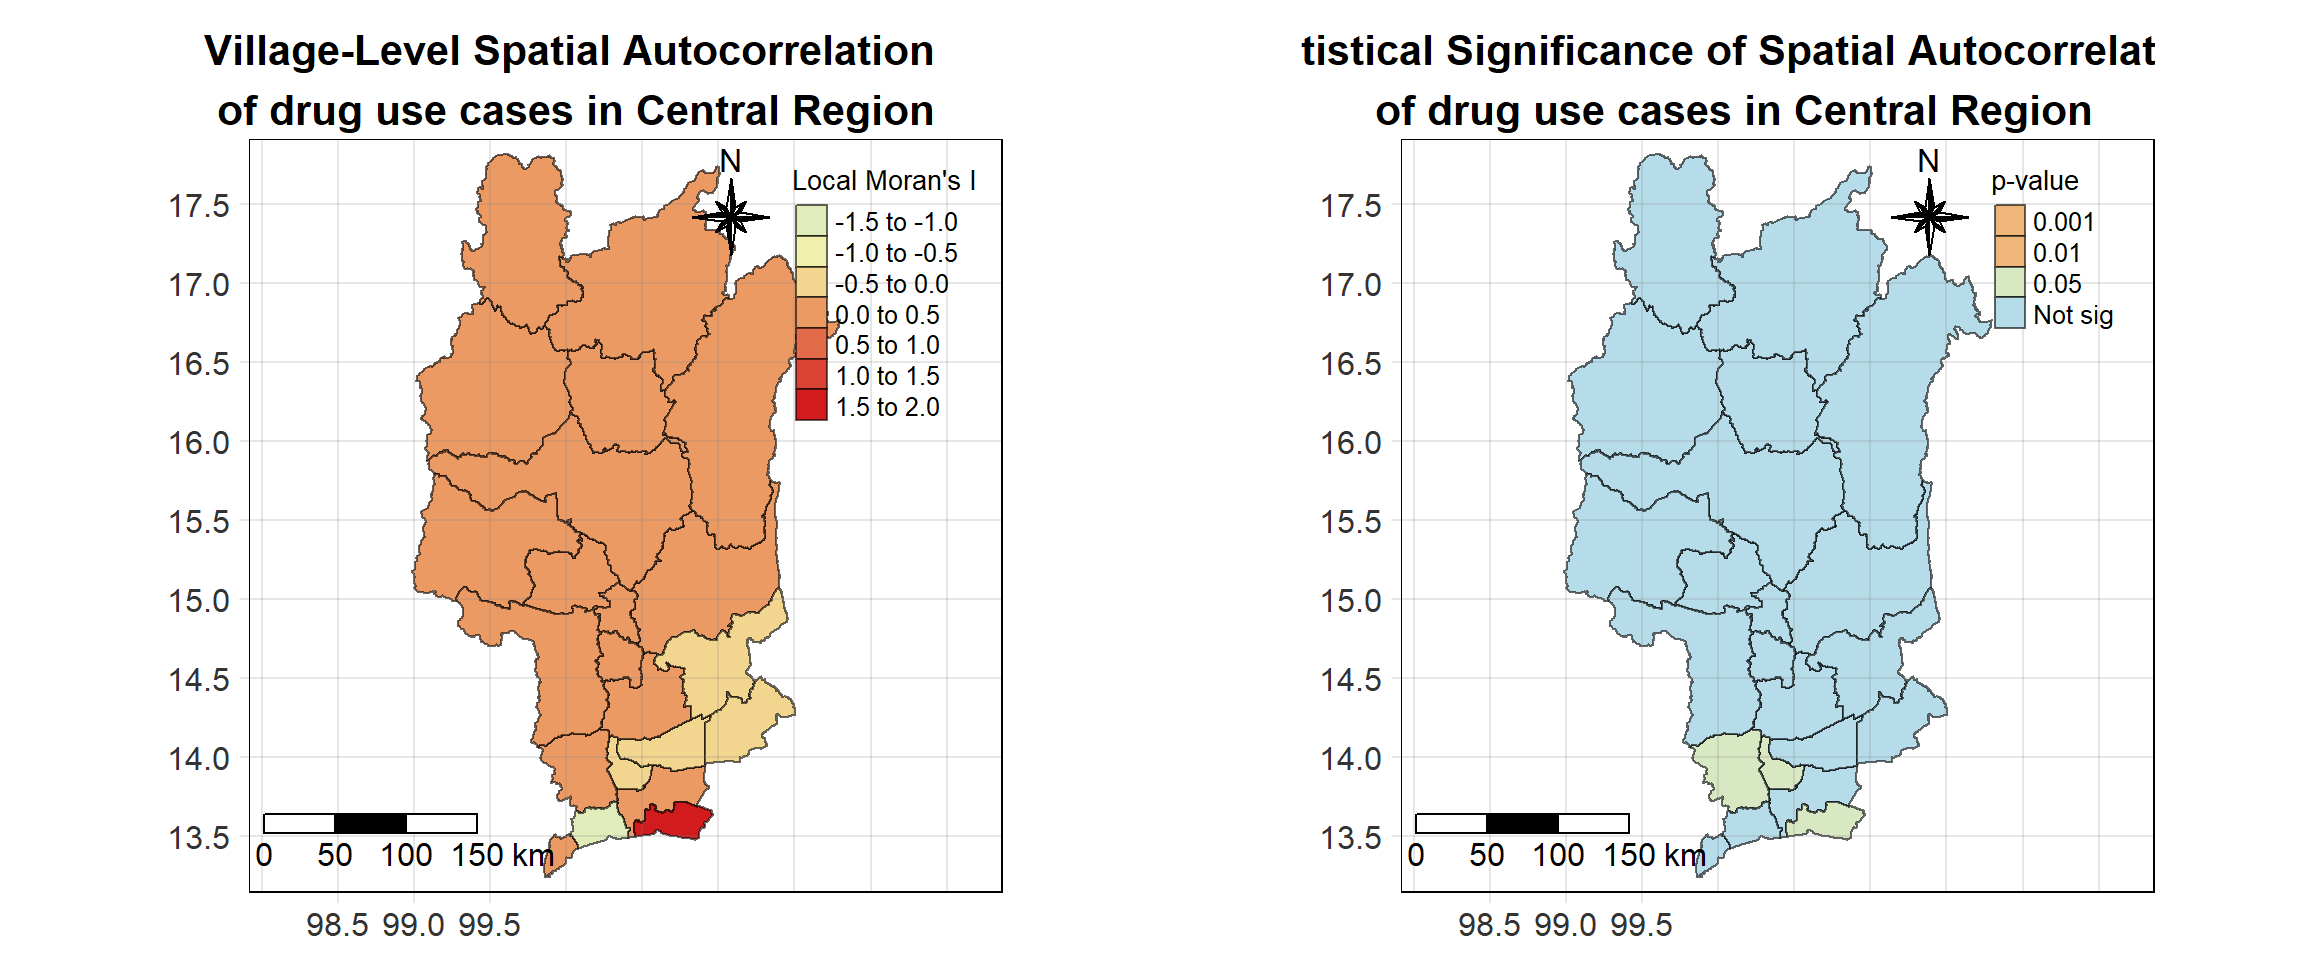 Village-Level Spatial Autocorrelation
of drug use cases in Central Region
N
Local Moran's I
-1.5 to -1.0
-1.0 to -0.5
-0.5 to 0.0
0.0 to 0.5
0.5 to 1.0
1.0 to 1.5
1.5 to 2.0
17.5
17.0
16.5
16.0
15.5
15.0
14.5
14.0
13.5
0 50 100 150 km
98.5 99.0 99.5
tistical Significance of Spatial Autocorrelat
of drug use cases in Central Region
N
p-value
0.001
0.01
0.05
Not sig
17.5
17.0
16.5
16.0
15.5
15.0
14.5
14.0
13.5
0 50 100 150 km
98.5 99.0 99.5